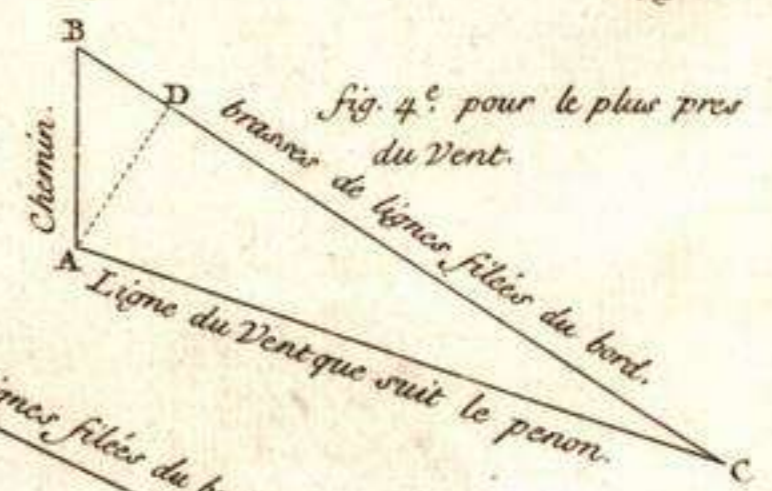 B
D
fig. 4e. pour le plus pres
du Vent.
brasses de lignes filées du bord.
Chemin.
A
Ligne du Vent que suit le penon.
C
filées du